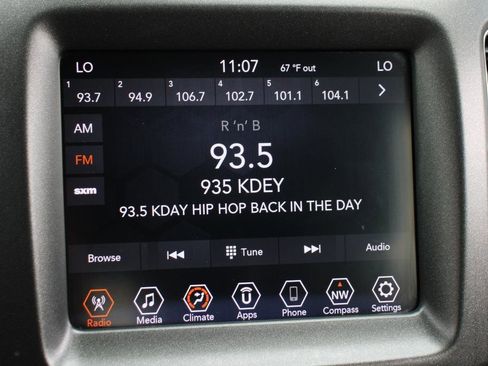 LO 11:07 67 °F out LO
1 93.7 2 94.9 3 106.7 4 102.7 5 101.1 6 104.1 >
AM
FM
sxm
R 'n' B
93.5
935 KDEY
93.5 KDAY HIP HOP BACK IN THE DAY
Browse Tune Audio
NW
Radio Media Climate Apps Phone Compass Settings